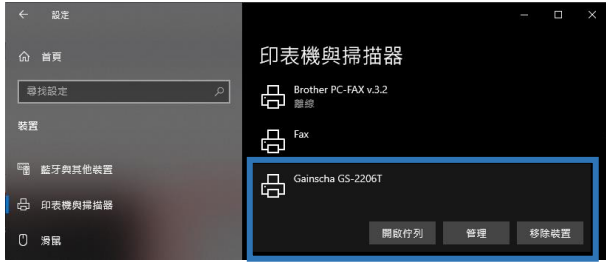 設定
首頁
尋找設定
裝置
藍牙與其他裝置
印表機與掃描器
滑鼠
印表機與掃描器
Brother PC-FAX v.3.2
離線
Fax
Gainscha GS-2206T
開啟佇列 管理 移除裝置